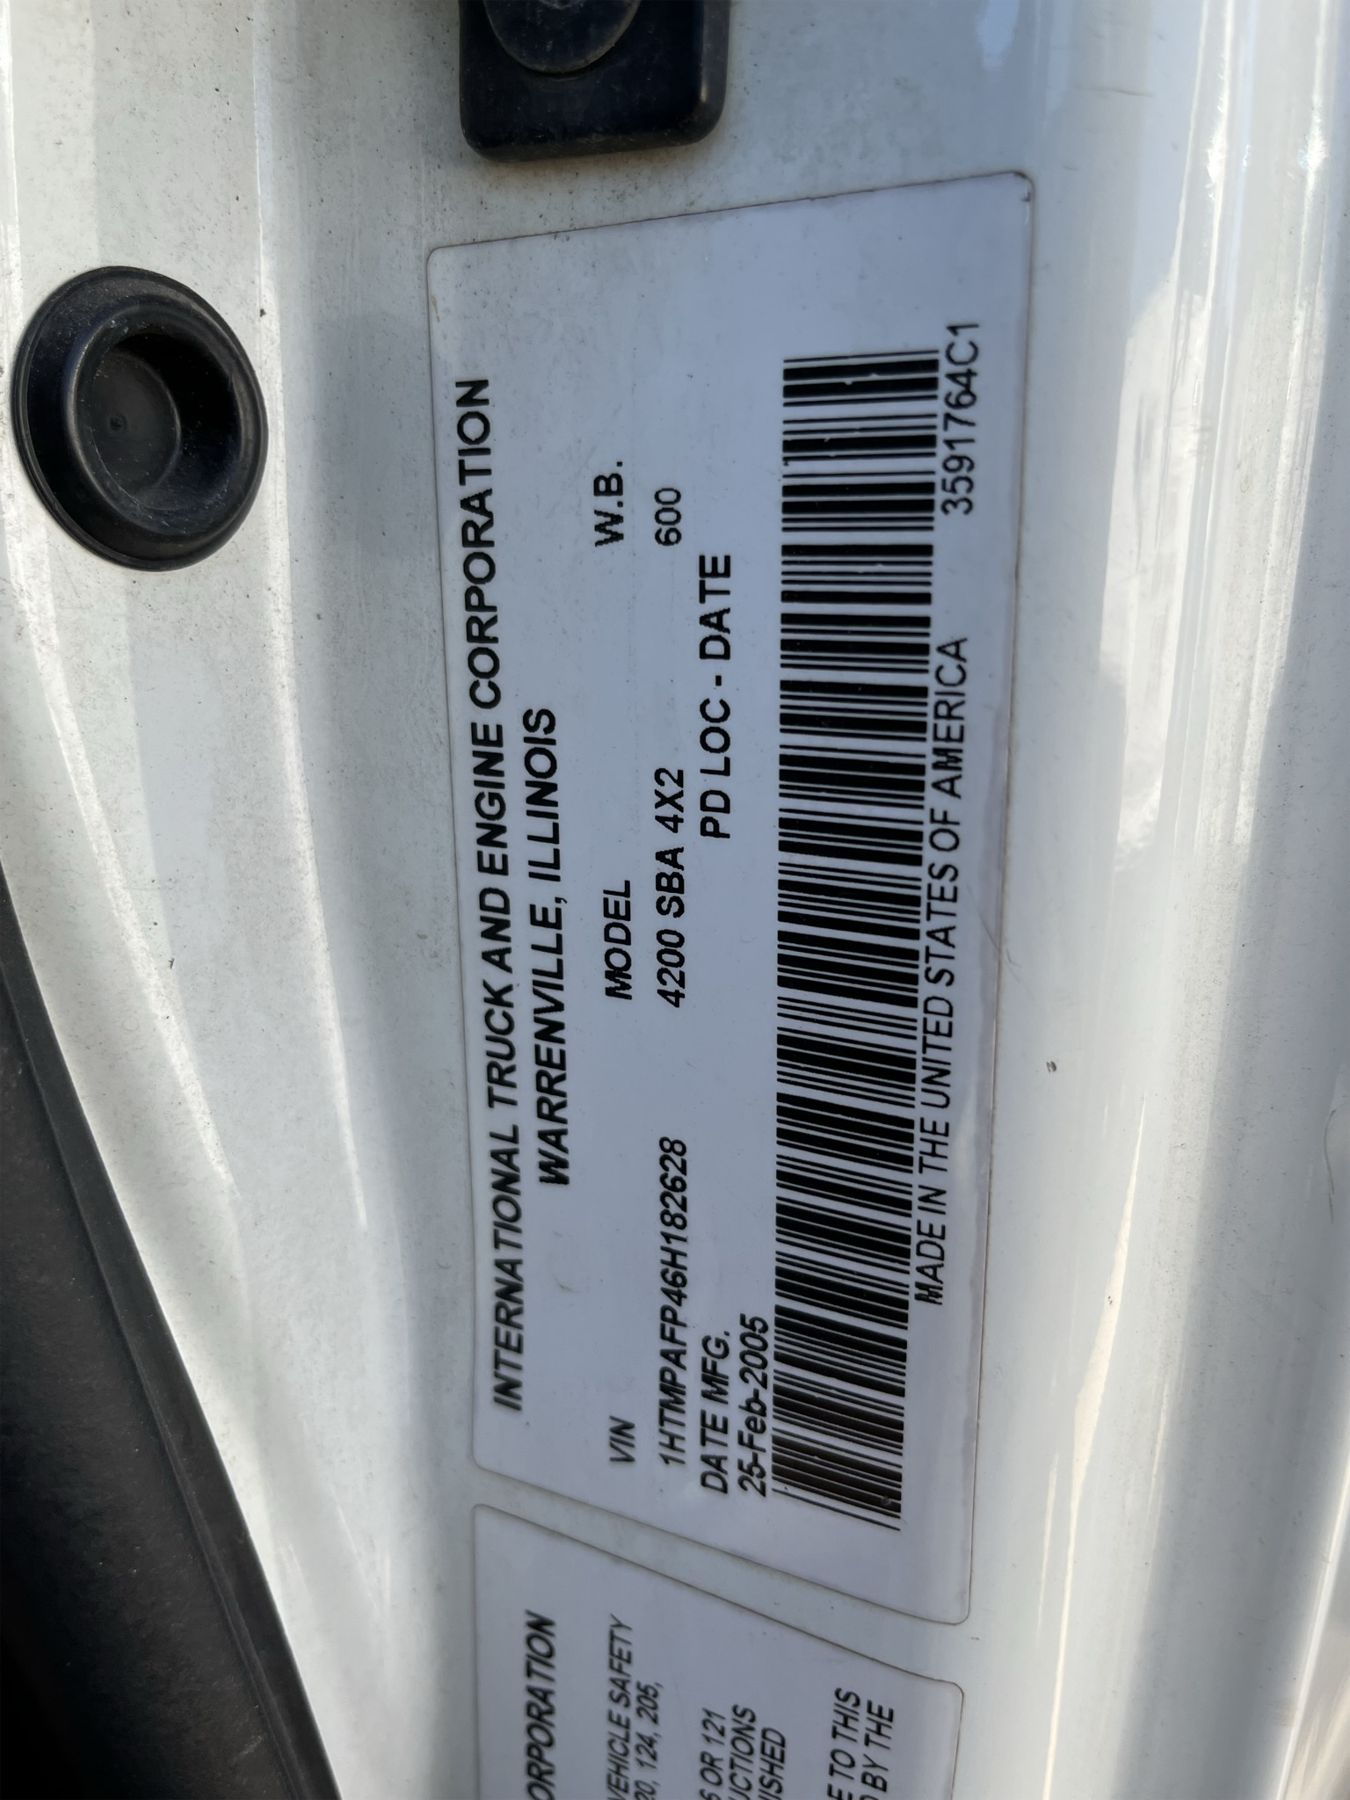 INTERNATIONAL TRUCK AND ENGINE CORPORATION
WARRENVILLE, ILLINOIS
VIN MODEL W.B.
1HTMPAFP46H182628 4200 SBA 4X2 600
DATE MFG. PD LOC - DATE
25-Feb-2005
MADE IN THE UNITED STATES OF AMERICA 3591764C1
ORPORATION
VEHICLE SAFETY
20, 124, 205,
6 OR 121
UCTIONS
ISHED
E TO THIS
D BY THE